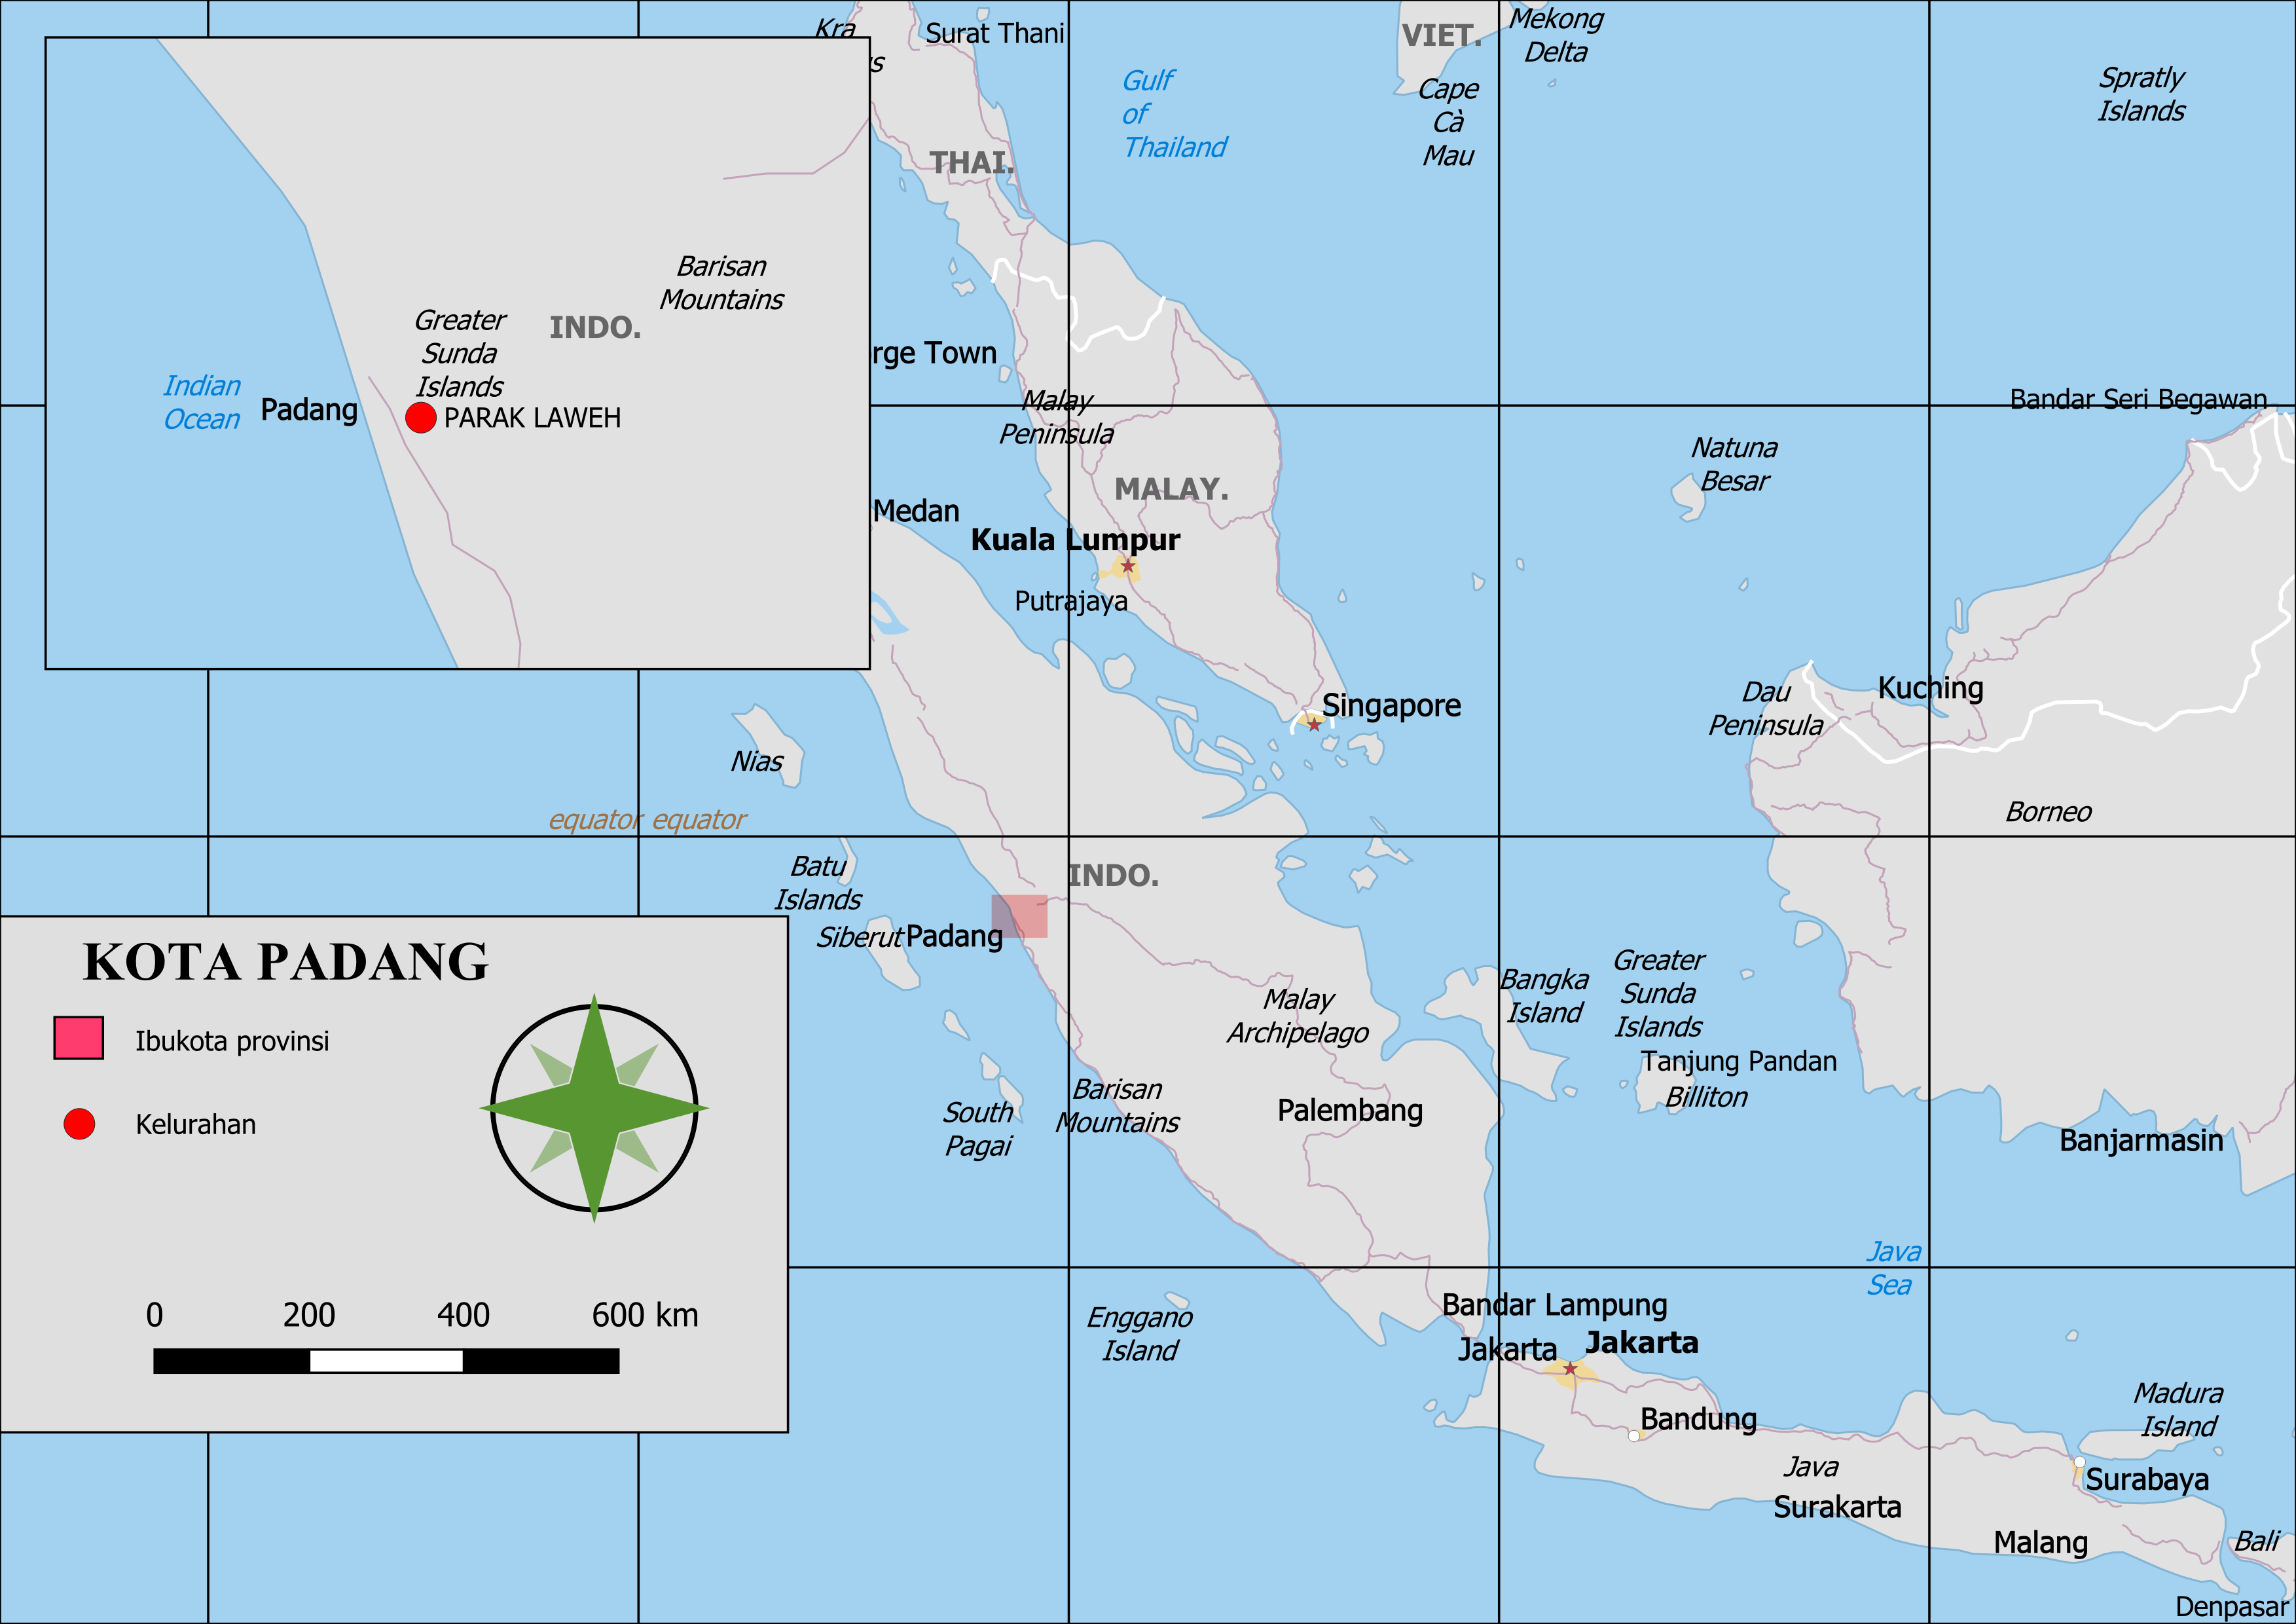 Kra
Surat Thani
VIET.
Mekong
Delta
Gulf
of
Thailand
Cape
Cà
Mau
Spratly
Islands
THAI.
Barisan
Mountains
Greater
Sunda
Islands
INDO.
Indian
Ocean
Padang
PARAK LAWEH
rge Town
Malay
Peninsula
Bandar Seri Begawan
Natuna
Besar
MALAY.
Medan
Kuala Lumpur
Putrajaya
Singapore
Dau
Peninsula
Kuching
Nias
equator equator
Borneo
Batu
Islands
INDO.
Siberut
Padang
KOTA PADANG
Ibukota provinsi
Kelurahan
0 200 400 600 km
Malay
Archipelago
Bangka
Island
Greater
Sunda
Islands
Tanjung Pandan
Billiton
Barisan
Mountains
South
Pagai
Palembang
Banjarmasin
Java
Sea
Enggano
Island
Bandar Lampung
Jakarta
Jakarta
Bandung
Madura
Island
Java
Surabaya
Surakarta
Malang
Bali
Denpasar